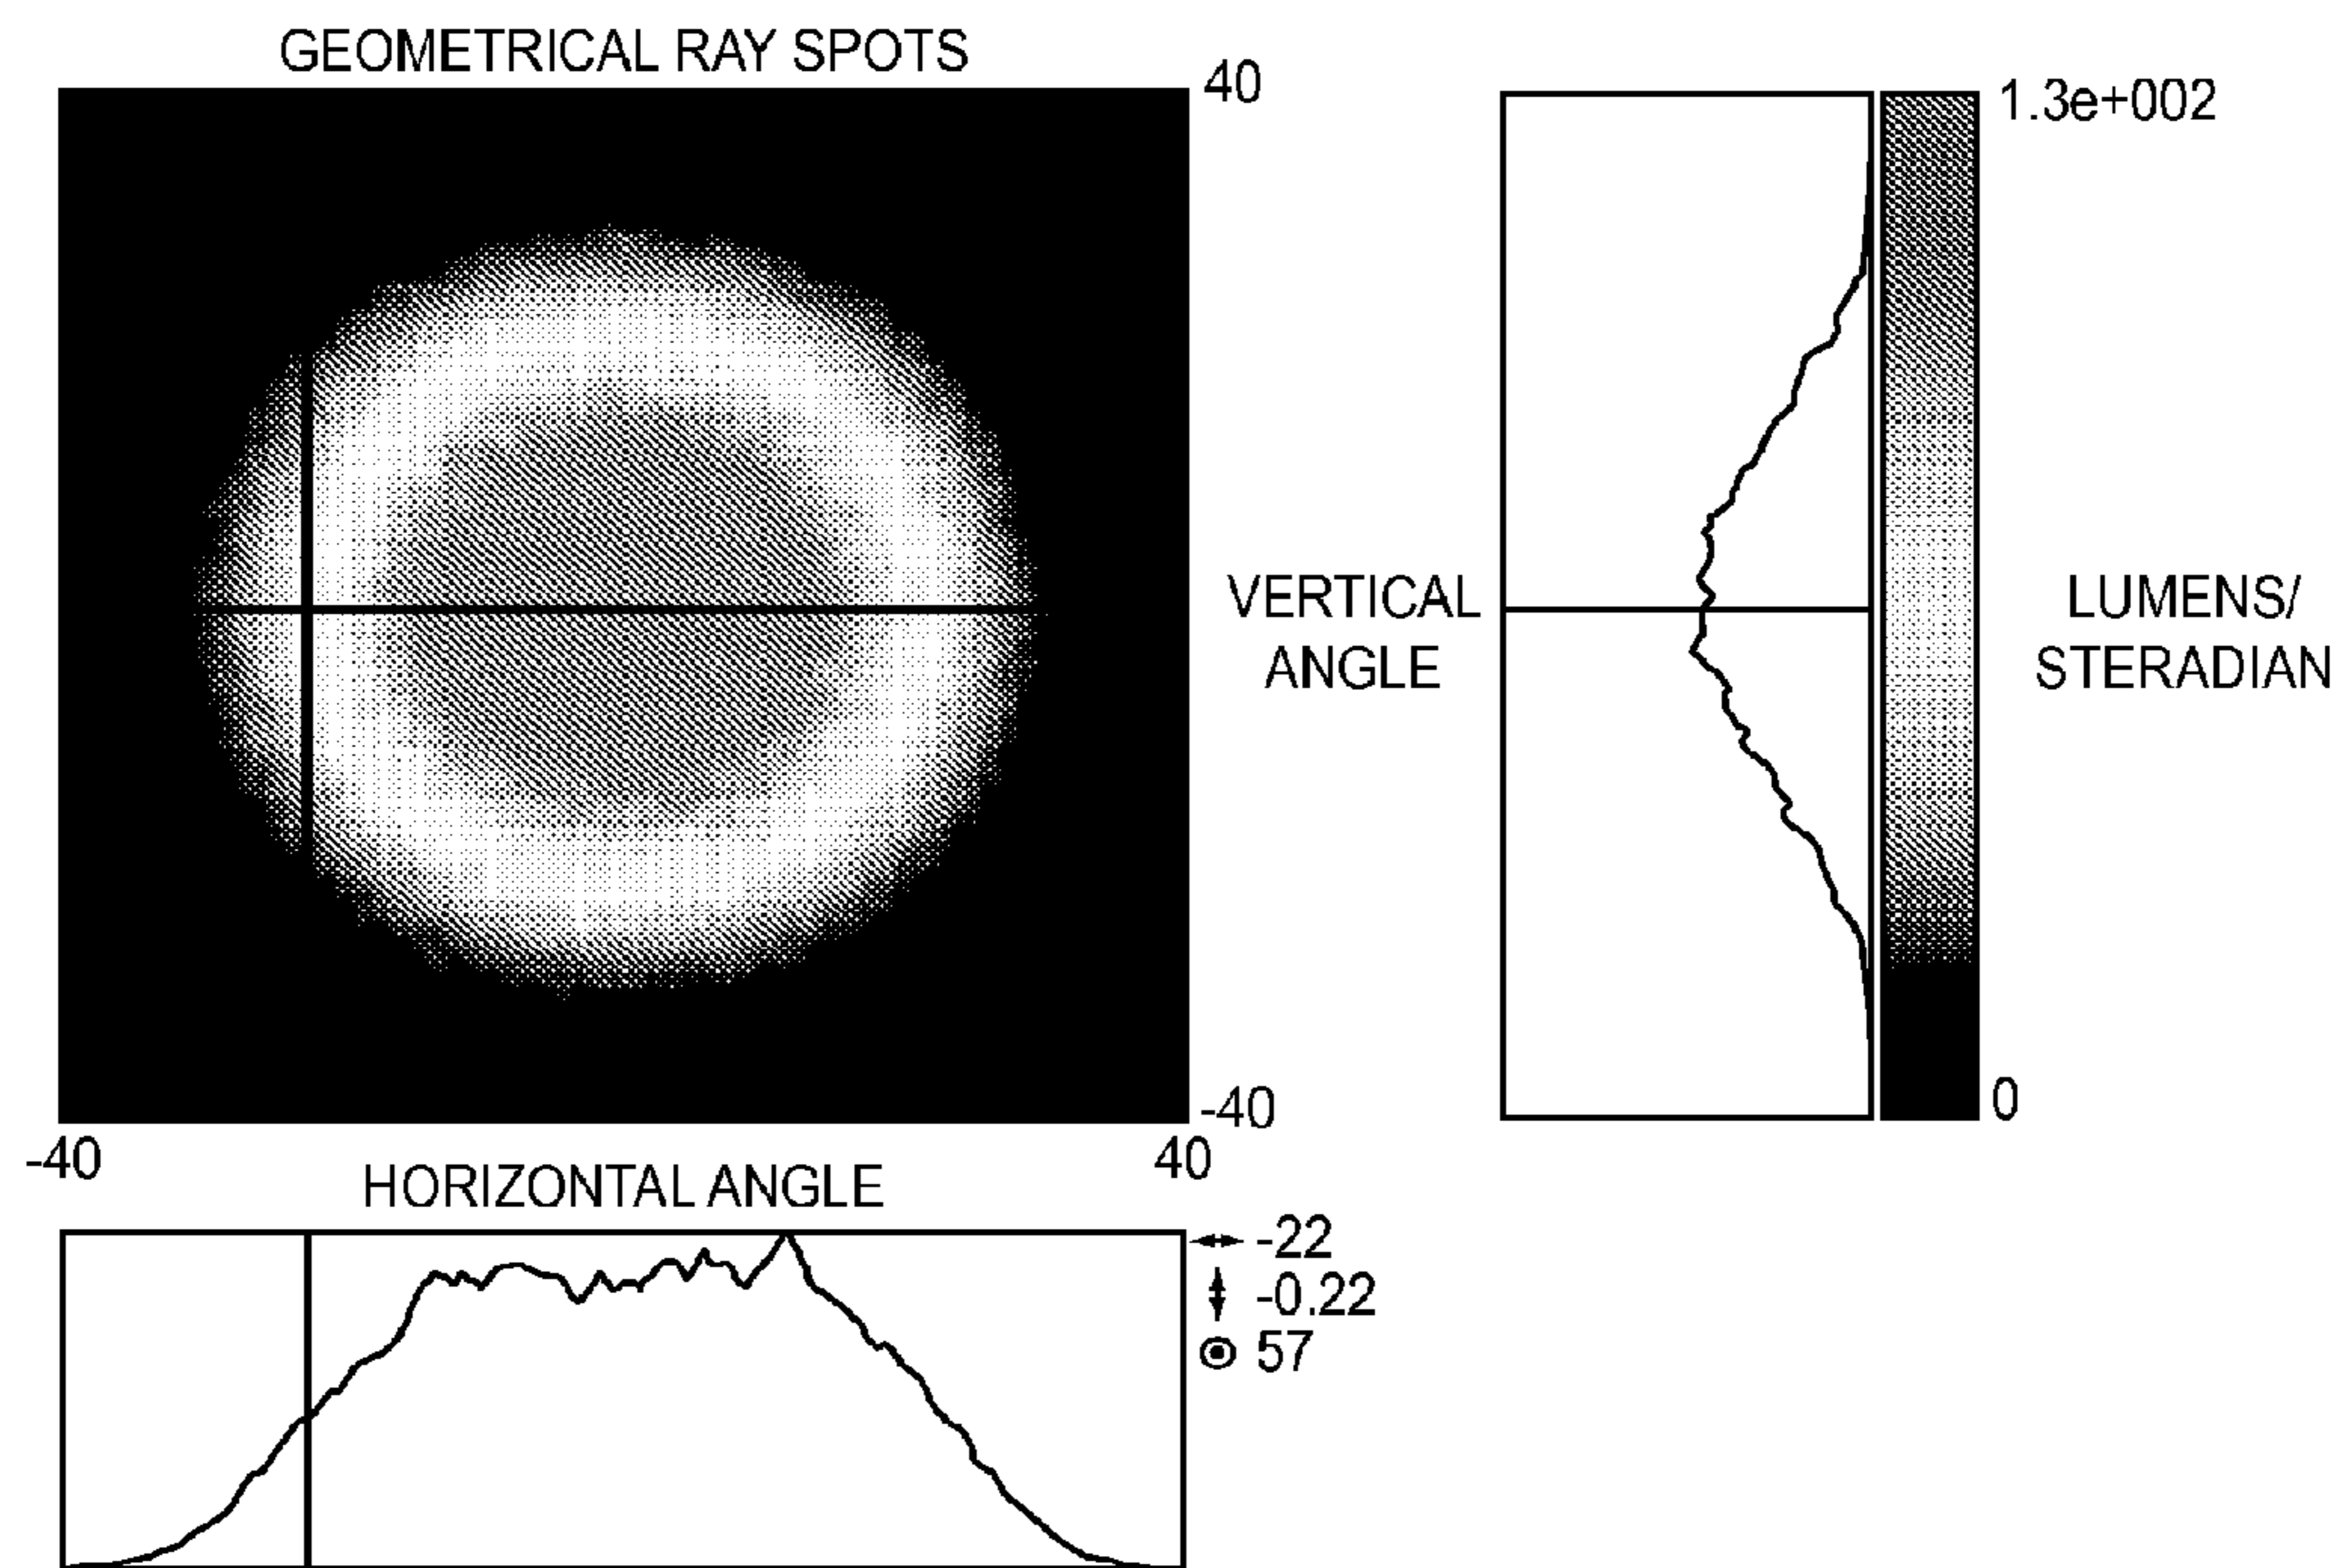 GEOMETRICAL RAY SPOTS
40
1.3e+002
VERTICAL
ANGLE
LUMENS/
STERADIAN
-40
0
-40
40
HORIZONTAL ANGLE
-22
-0.22
57